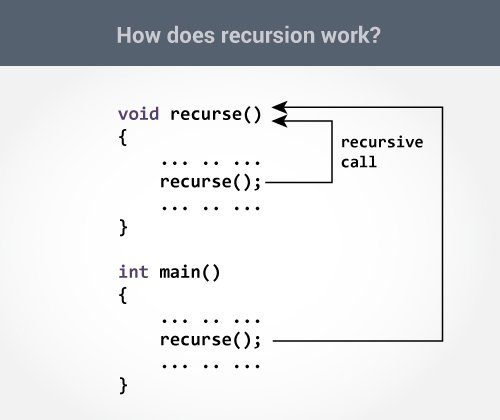 How does recursion work?
void recurse()
{
... .. ...
recurse();
... .. ...
}
recursive
call
int main()
{
... .. ...
recurse();
... .. ...
}